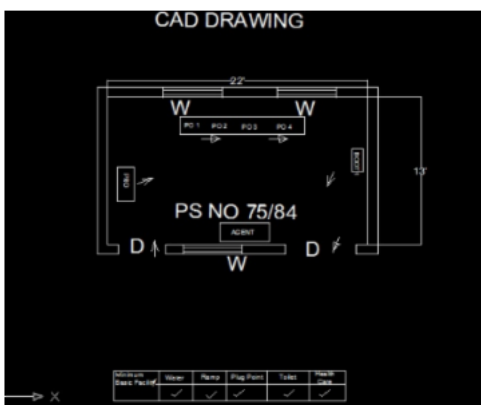 CAD DRAWING
22'
W W
PO 1 PO 2 PO 3 PO 4
PRO
13'
PS NO 75/84
AGENT
D D
W
Minimum Basic Facility Water Ramp Plug Point Toilet Health Care
X